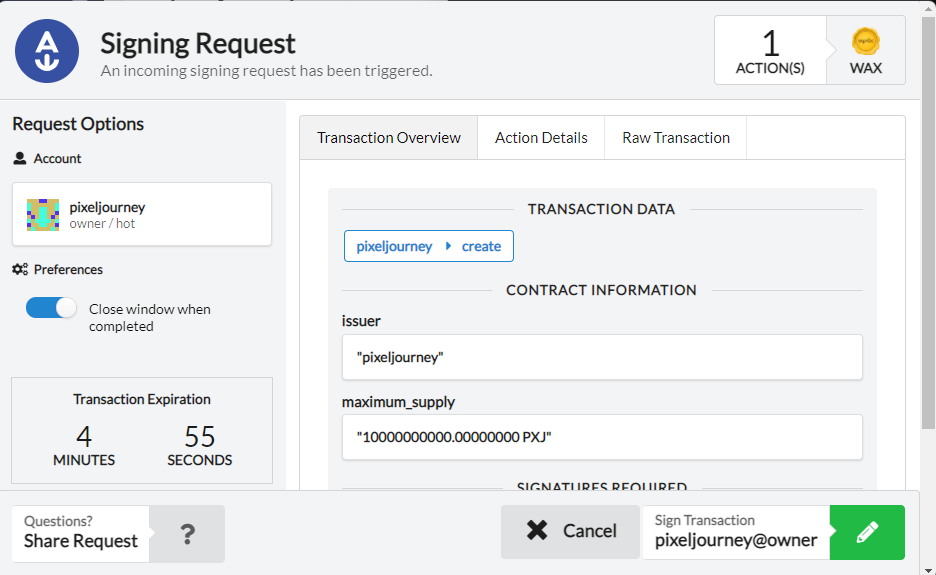 Signing Request
An incoming signing request has been triggered.
1
ACTION(S)
WAX
Request Options
Account
pixeljourney
owner / hot
Preferences
Close window when
completed
Transaction Expiration
4
MINUTES
55
SECONDS
Transaction Overview
Action Details
Raw Transaction
TRANSACTION DATA
pixeljourney
create
CONTRACT INFORMATION
issuer
"pixeljourney"
maximum_supply
"10000000000.00000000 PXJ"
SIGNATURES REQUIRED
Questions?
Share Request
?
Cancel
Sign Transaction
pixeljourney@owner